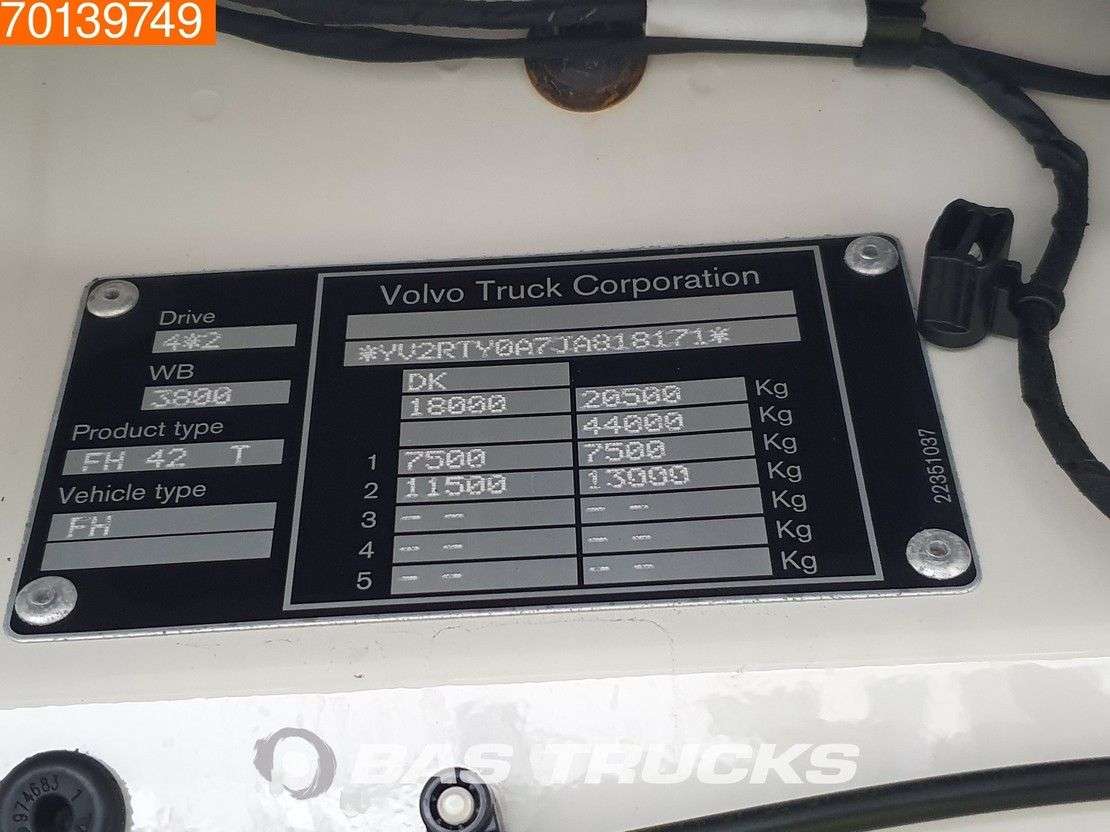 70139749
Volvo Truck Corporation
Drive
4*2
WB
3800
Product type
FH 42 T
Vehicle type
FH
*YV2RTY0A7JA818171*
DK
18000 20500 Kg
44000 Kg
1 7500 7500 Kg
2 11500 13000 Kg
3 -- -- Kg
4 -- -- Kg
5 -- -- Kg
22351037
BAS TRUCKS
974683 1